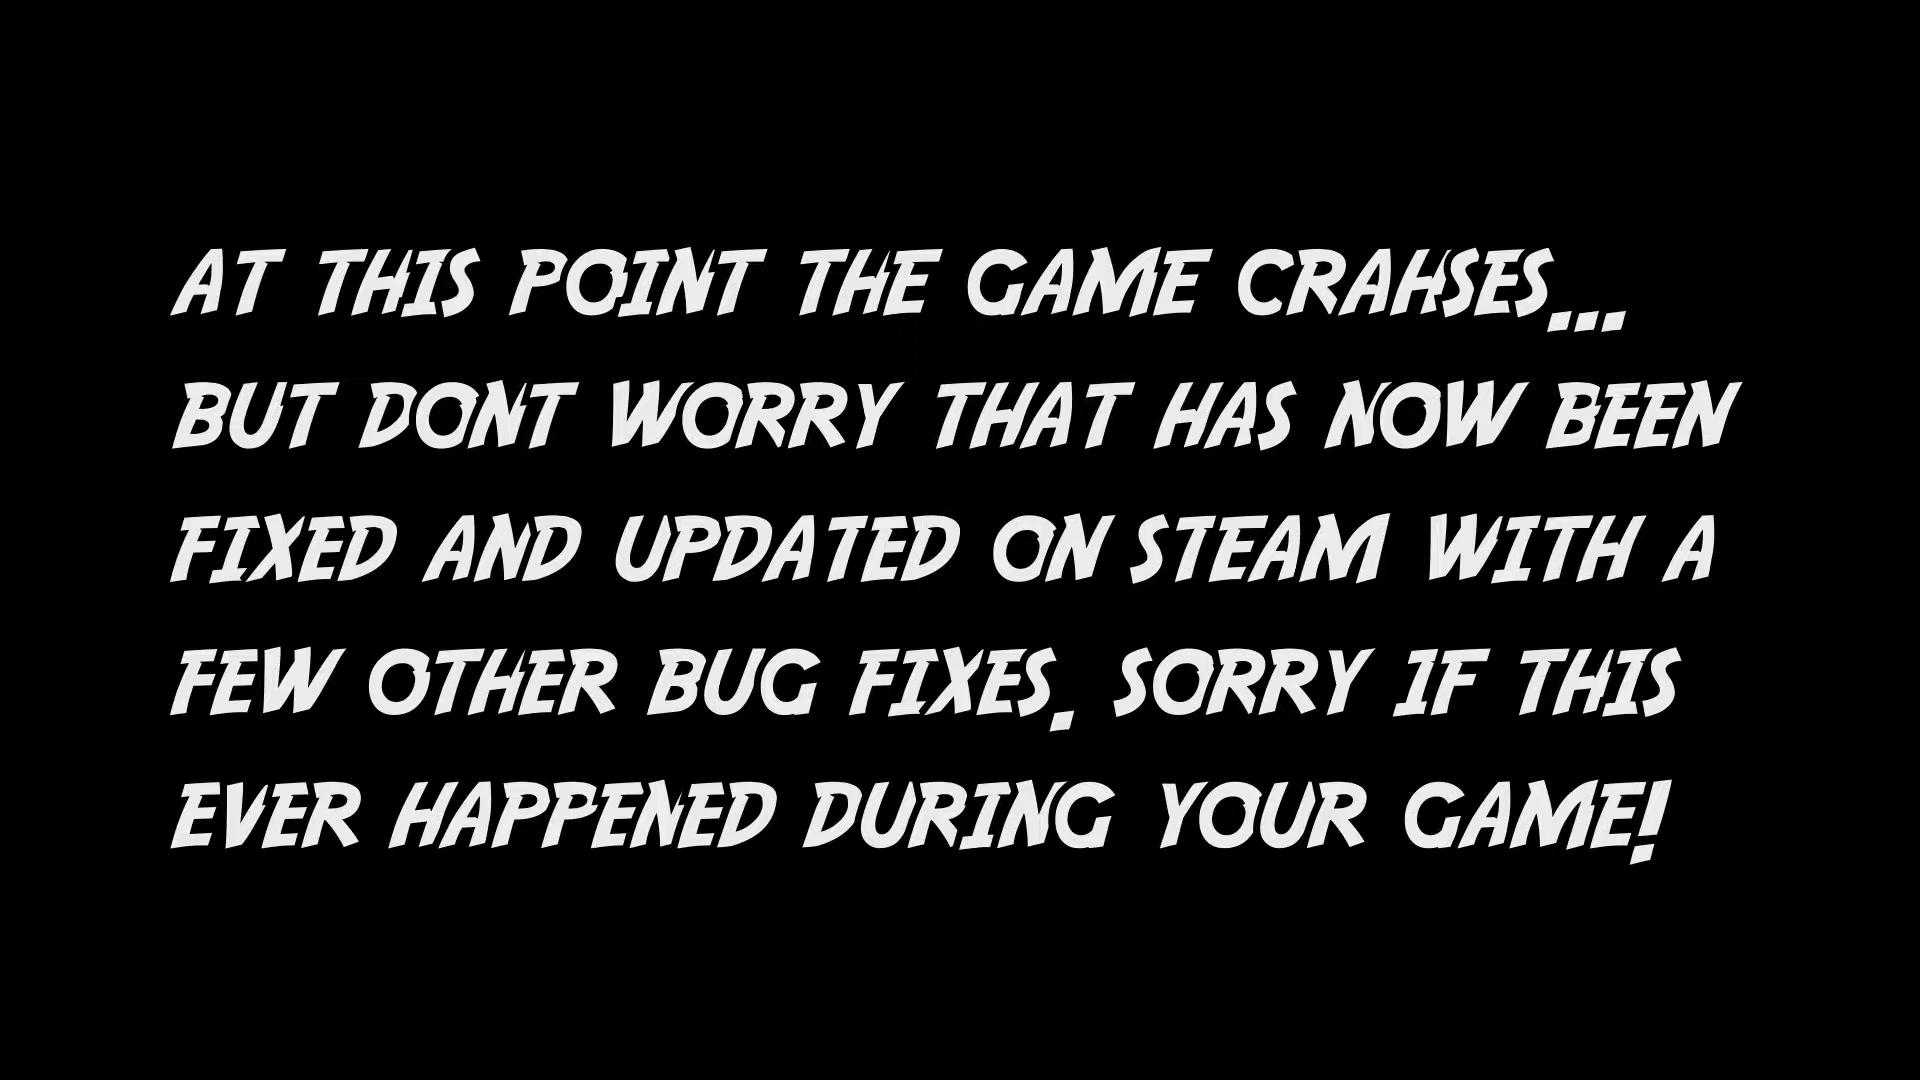 AT THIS POINT THE GAME CRAHSES...
BUT DONT WORRY THAT HAS NOW BEEN
FIXED AND UPDATED ON STEAM WITH A
FEW OTHER BUG FIXES. SORRY IF THIS
EVER HAPPENED DURING YOUR GAME!